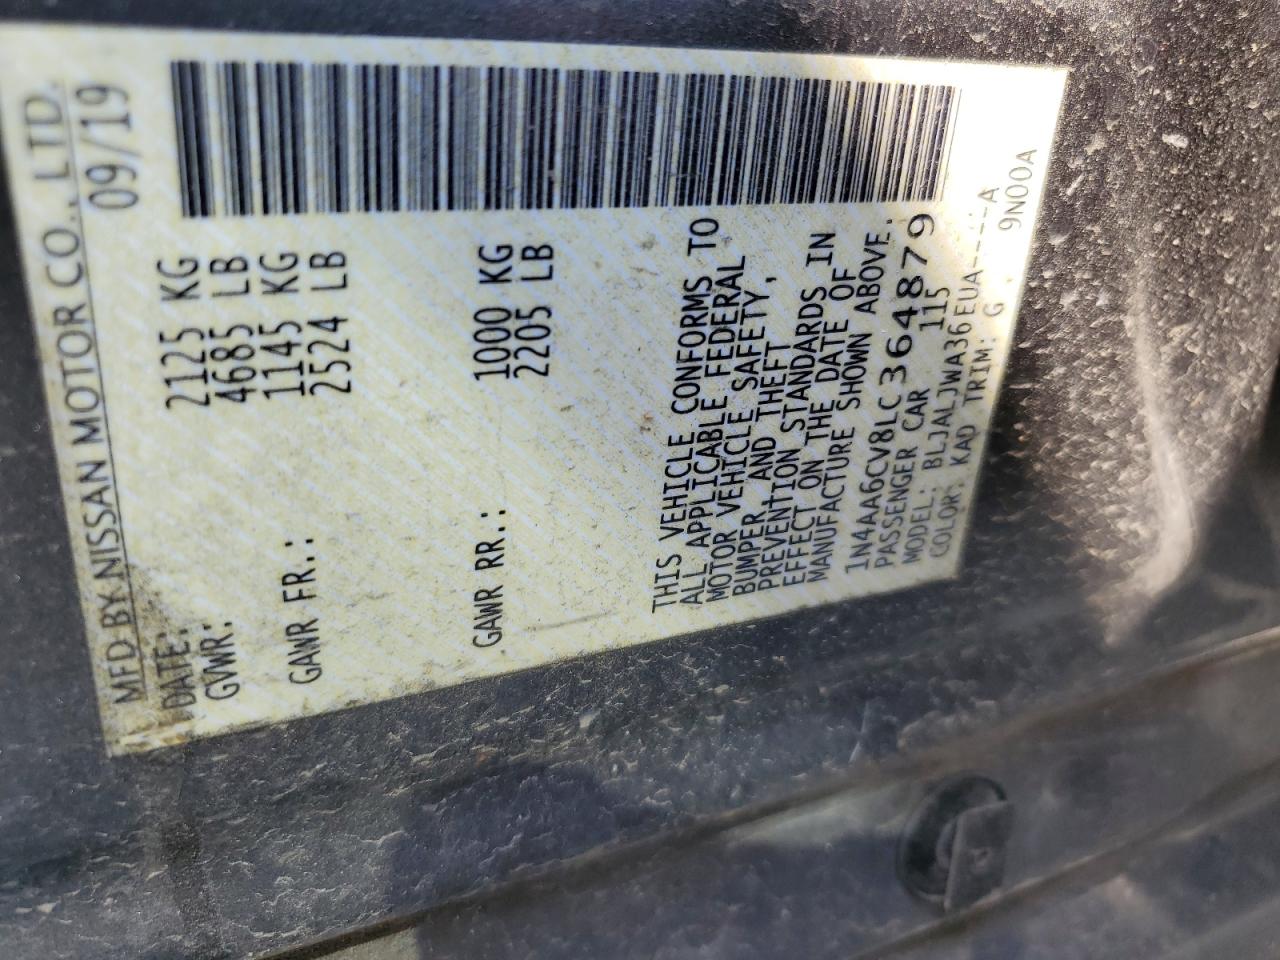 MFD BY NISSAN MOTOR CO., LTD.
DATE: 09/19
GVWR: 2125 KG
4685 LB
GAWR FR.: 1145 KG
2524 LB
GAWR RR.: 1000 KG
2205 LB
THIS VEHICLE CONFORMS TO
ALL APPLICABLE FEDERAL
MOTOR VEHICLE SAFETY,
BUMPER, AND THEFT
PREVENTION STANDARDS IN
EFFECT ON THE DATE OF
MANUFACTURE SHOWN ABOVE.
1N4AA6CV8LC364879
PASSENGER CAR 115
MODEL: BLJALJWA36EUA-----A
COLOR: KAD TRIM: G 9N00A